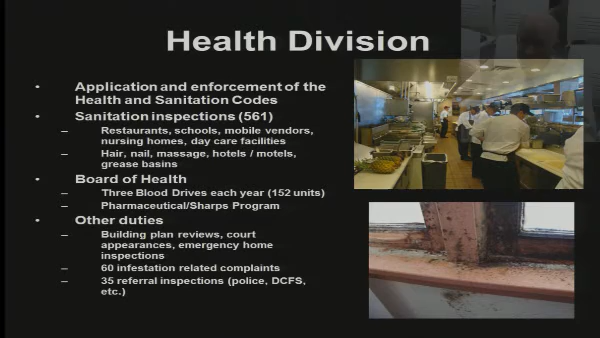 Health Division
• Application and enforcement of the
Health and Sanitation Codes
• Sanitation inspections (561)
– Restaurants, schools, mobile vendors,
nursing homes, day care facilities
– Hair, nail, massage, hotels / motels,
grease basins
• Board of Health
– Three Blood Drives each year (152 units)
– Pharmaceutical/Sharps Program
• Other duties
– Building plan reviews, court
appearances, emergency home
inspections
– 60 infestation related complaints
– 35 referral inspections (police, DCFS,
etc.)